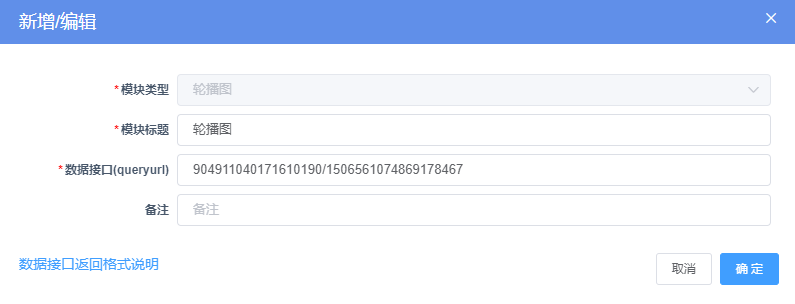 新增/编辑
*模块类型 轮播图
*模块标题 轮播图
*数据接口(queryurl) 904911040171610190/1506561074869178467
备注 备注
数据接口返回格式说明 取消 确定